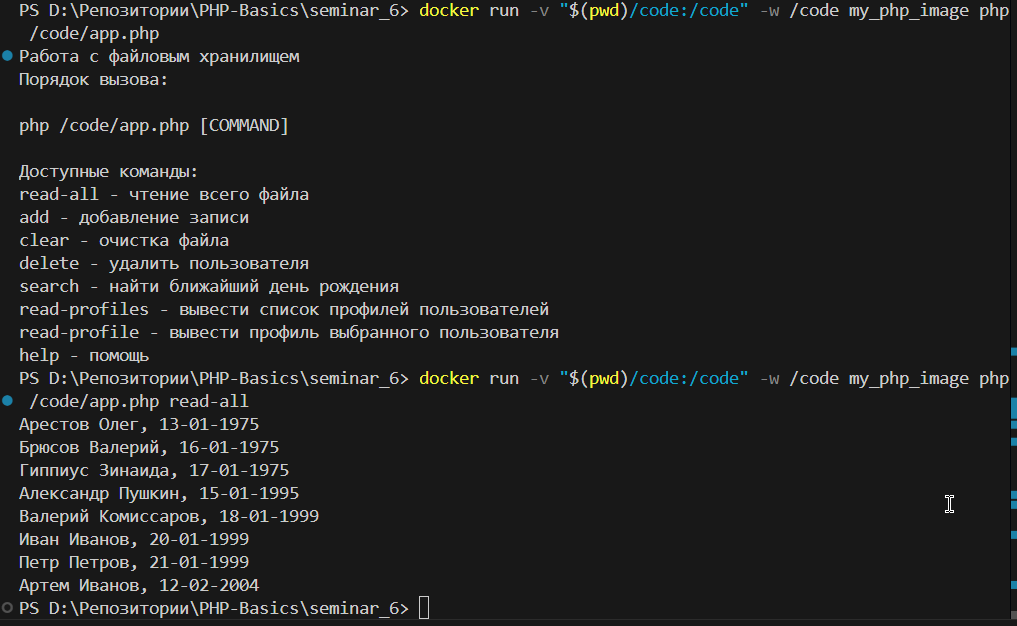 PS D:\Репозитории\PHP-Basics\seminar_6> docker run -v "$(pwd)/code:/code" -w /code my_php_image php
/code/app.php
Работа с файловым хранилищем
Порядок вызова:
php /code/app.php [COMMAND]
Доступные команды:
read-all - чтение всего файла
add - добавление записи
clear - очистка файла
delete - удалить пользователя
search - найти ближайший день рождения
read-profiles - вывести список профилей пользователей
read-profile - вывести профиль выбранного пользователя
help - помощь
PS D:\Репозитории\PHP-Basics\seminar_6> docker run -v "$(pwd)/code:/code" -w /code my_php_image php
/code/app.php read-all
Арестов Олег, 13-01-1975
Брюсов Валерий, 16-01-1975
Гиппиус Зинаида, 17-01-1975
Александр Пушкин, 15-01-1995
Валерий Комиссаров, 18-01-1999
Иван Иванов, 20-01-1999
Петр Петров, 21-01-1999
Артем Иванов, 12-02-2004
PS D:\Репозитории\PHP-Basics\seminar_6>